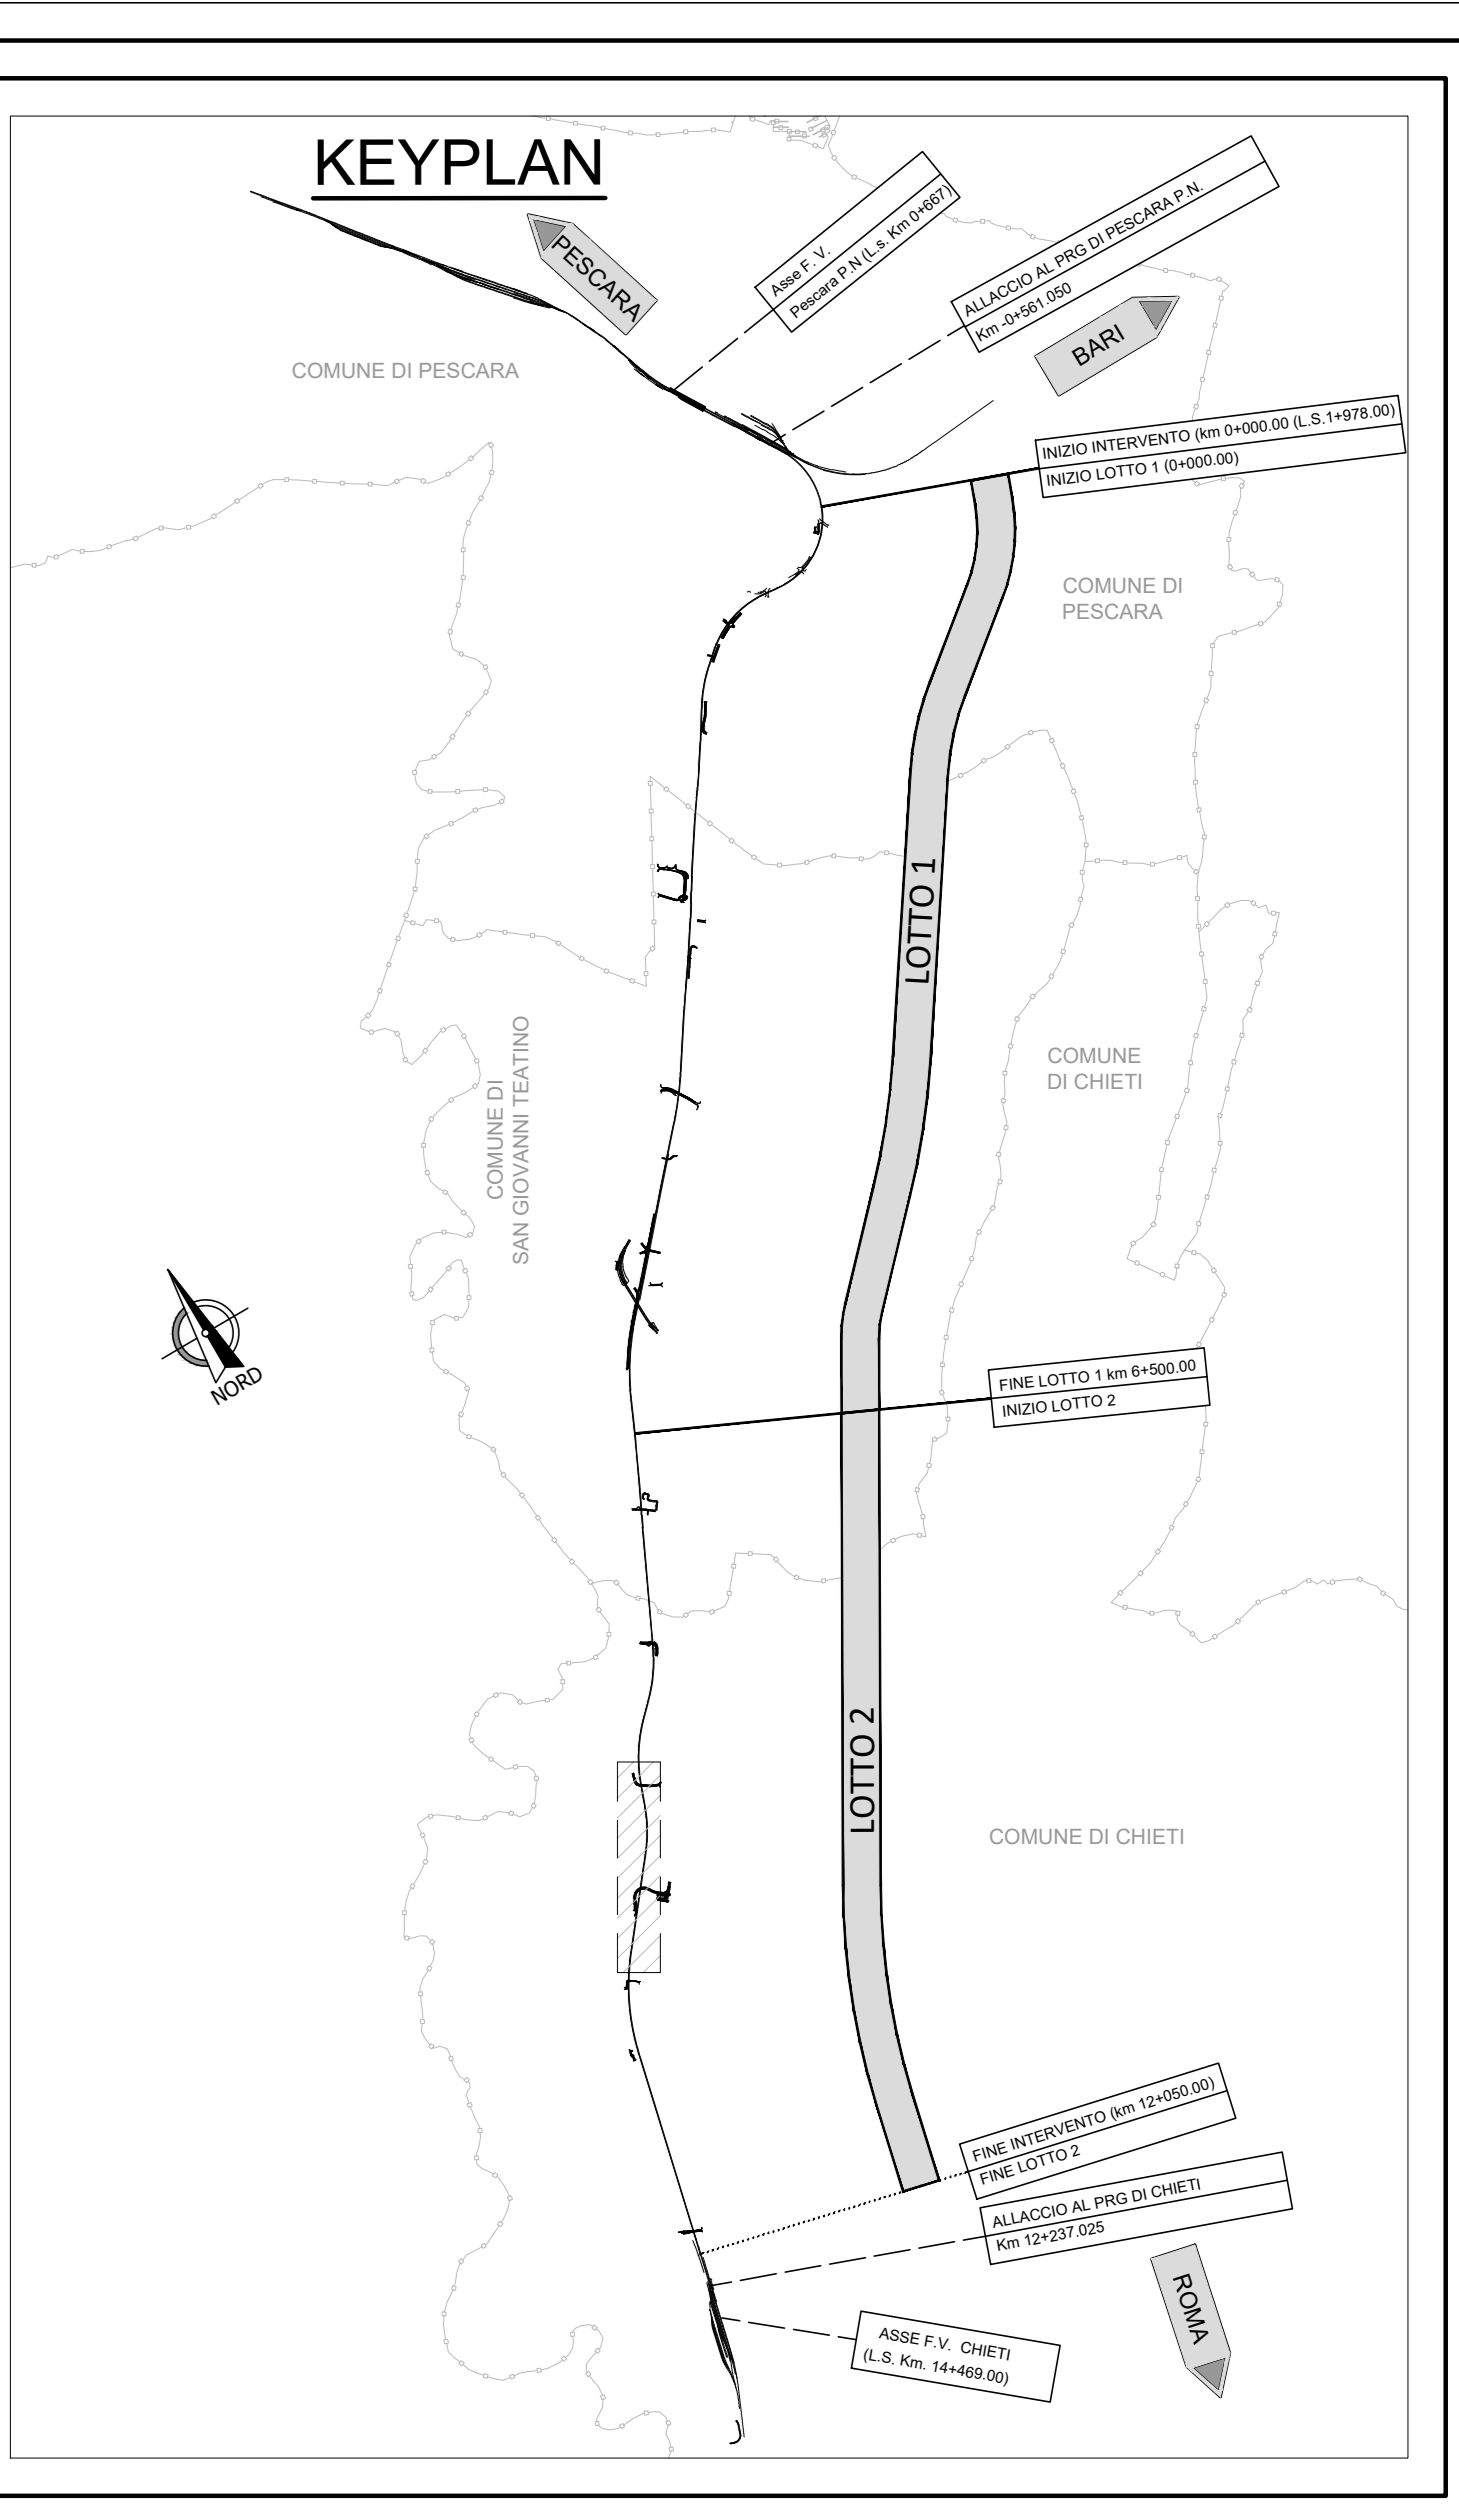 KEYPLAN
PESCARA
Asse F. V.
Pescara P.N (L.s. Km 0+667)
ALLACCIO AL PRG DI PESCARA P.N.
Km -0+561.050
BARI
COMUNE DI PESCARA
INIZIO INTERVENTO (km 0+000.00 (L.S.1+978.00)
INIZIO LOTTO 1 (0+000.00)
COMUNE DI
PESCARA
LOTTO 1
COMUNE DI
SAN GIOVANNI TEATINO
COMUNE
DI CHIETI
NORD
FINE LOTTO 1 km 6+500.00
INIZIO LOTTO 2
LOTTO 2
COMUNE DI CHIETI
FINE INTERVENTO (km 12+050.00)
FINE LOTTO 2
ALLACCIO AL PRG DI CHIETI
Km 12+237.025
ROMA
ASSE F.V. CHIETI
(L.S. Km. 14+469.00)